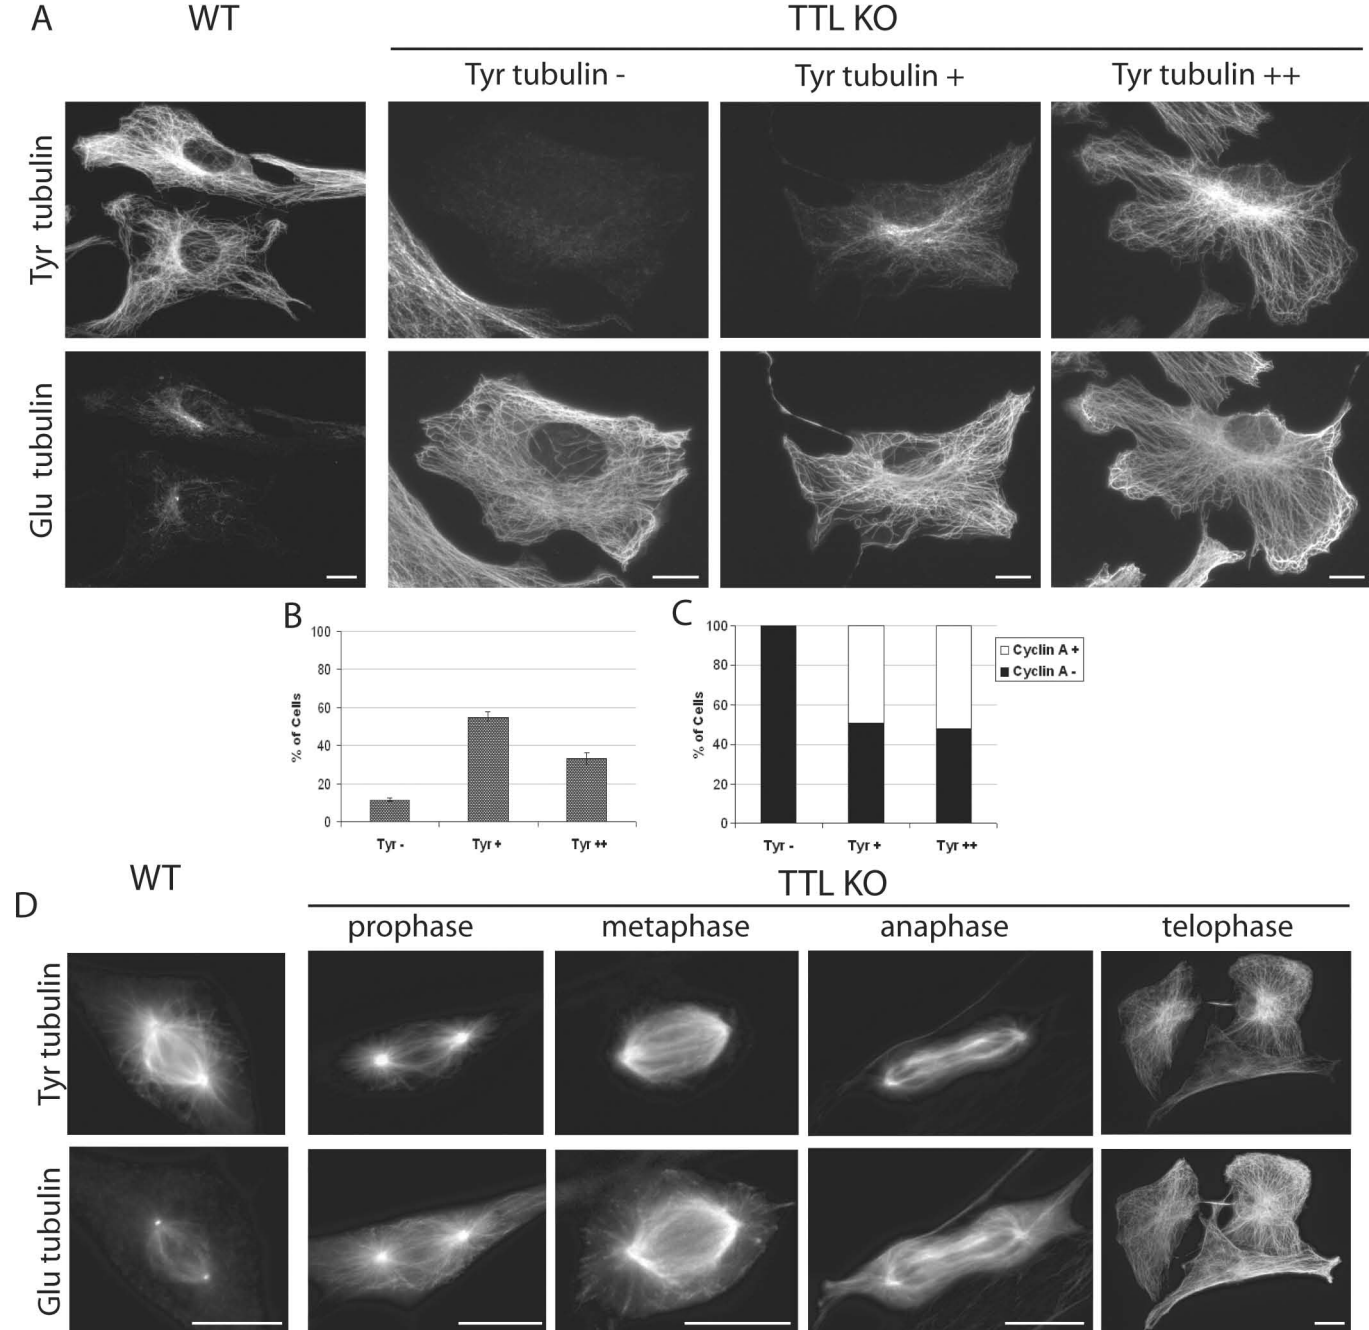 A
WT
TTL KO
Tyr tubulin -
Tyr tubulin +
Tyr tubulin ++
Tyr tubulin
Glu tubulin
B
% of Cells
100
80
60
40
20
0
Tyr -
Tyr +
Tyr ++
C
% of Cells
100
80
60
40
20
0
Tyr -
Tyr +
Tyr ++
Cyclin A +
Cyclin A -
D
WT
TTL KO
prophase
metaphase
anaphase
telophase
Tyr tubulin
Glu tubulin